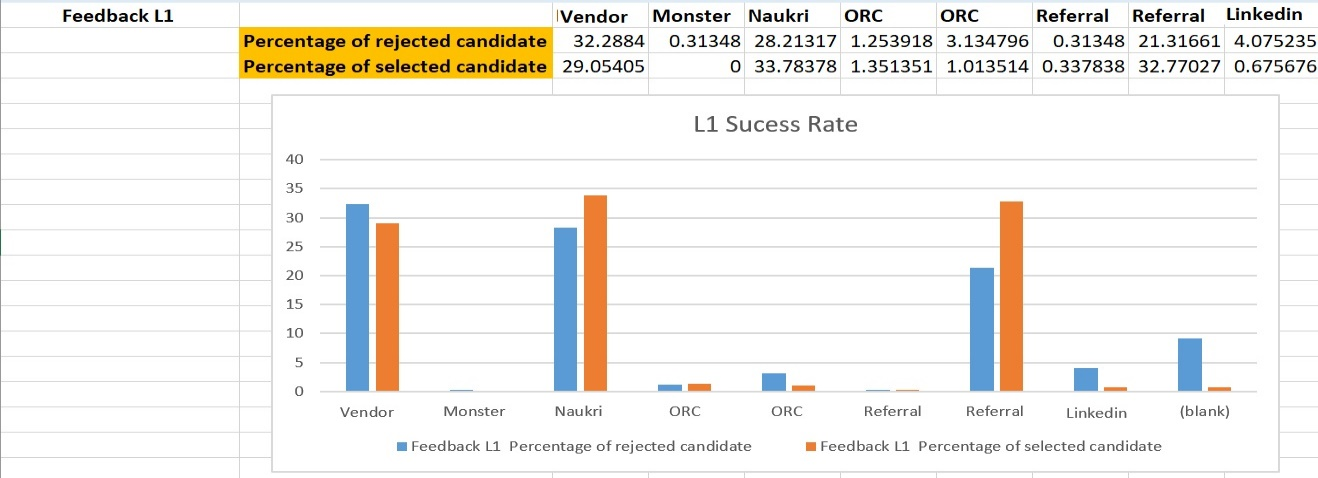 Feedback L1 Vendor Monster Naukri ORC ORC Referral Referral Linkedin
Percentage of rejected candidate 32.2884 0.31348 28.21317 1.253918 3.134796 0.31348 21.31661 4.075235
Percentage of selected candidate 29.05405 0 33.78378 1.351351 1.013514 0.337838 32.77027 0.675676
L1 Sucess Rate
40
35
30
25
20
15
10
5
0
Vendor Monster Naukri ORC ORC Referral Referral Linkedin (blank)
Feedback L1 Percentage of rejected candidate Feedback L1 Percentage of selected candidate